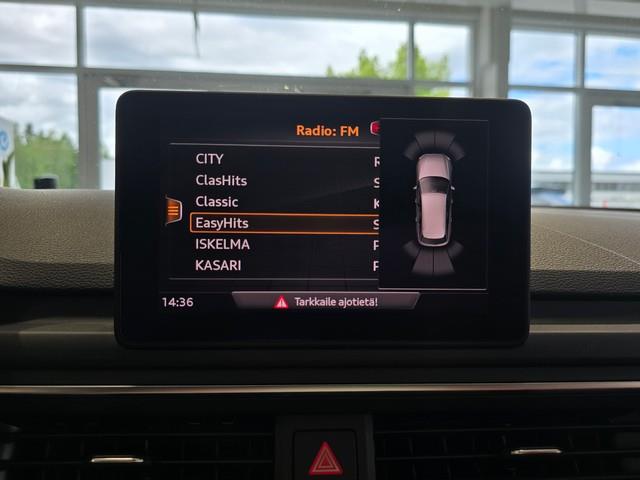 Radio: FM
CITY R
ClasHits S
Classic K
EasyHits S
ISKELMA P
KASARI P
14:36 Tarkkaile ajotietä!